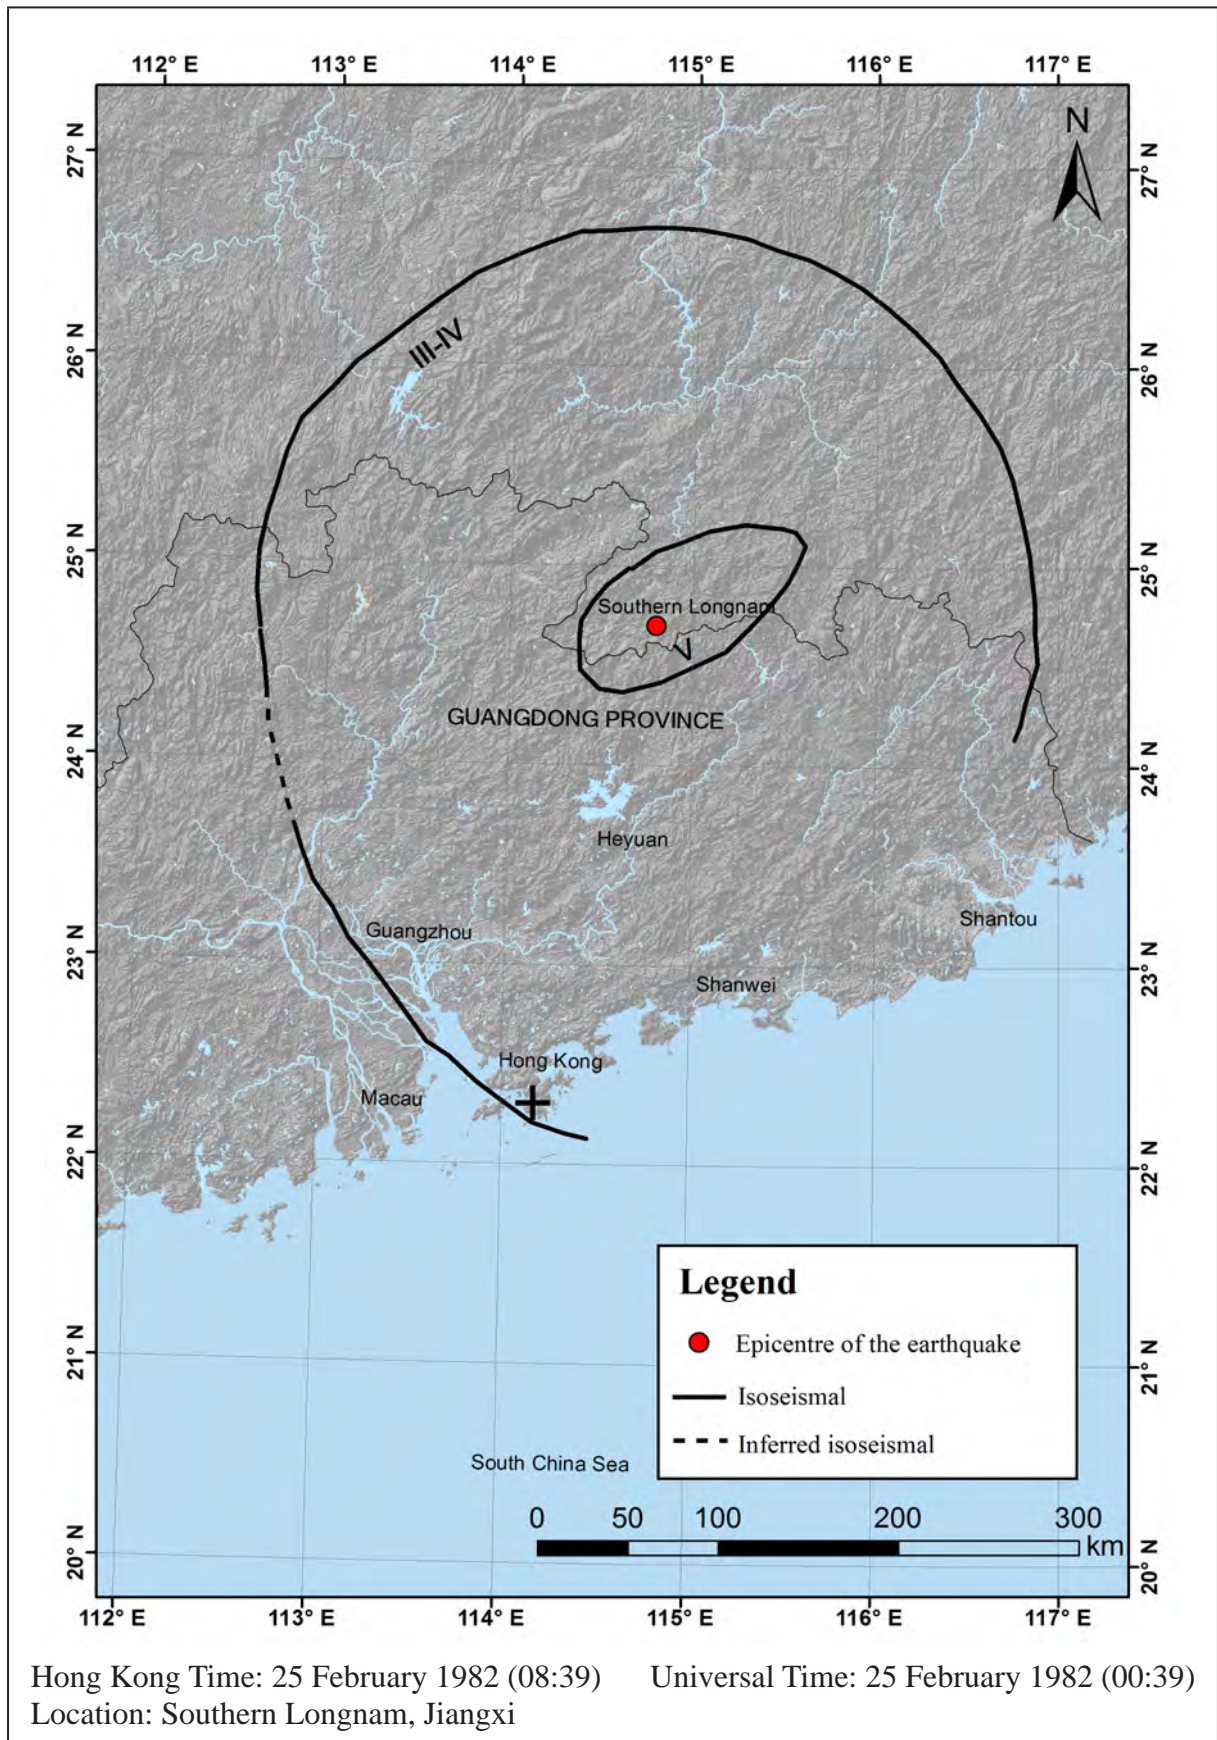 112° E 113° E 114° E 115° E 116° E 117° E
N
27° N
27° N
III-IV
26° N
26° N
25° N
25° N
Southern Longnam
V
GUANGDONG PROVINCE
24° N
24° N
Heyuan
Shantou
Guangzhou
23° N
23° N
Shanwei
Hong Kong
Macau
22° N
22° N
Legend
Epicentre of the earthquake
Isoseismal
Inferred isoseismal
21° N
21° N
South China Sea
0 50 100 200 300
km
20° N
20° N
112° E 113° E 114° E 115° E 116° E 117° E
Hong Kong Time: 25 February 1982 (08:39) Universal Time: 25 February 1982 (00:39)
Location: Southern Longnam, Jiangxi